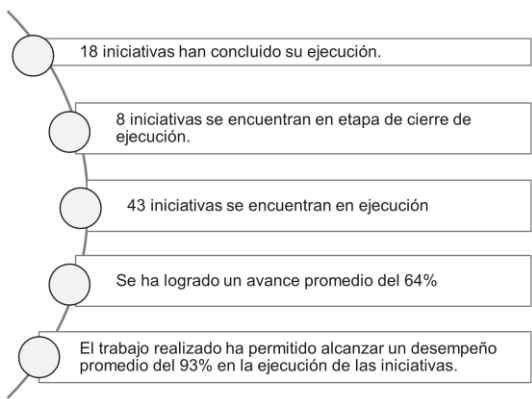 18 iniciativas han concluido su ejecución.
8 iniciativas se encuentran en etapa de cierre de
ejecución.
43 iniciativas se encuentran en ejecución
Se ha logrado un avance promedio del 64%
El trabajo realizado ha permitido alcanzar un desempeño
promedio del 93% en la ejecución de las iniciativas.